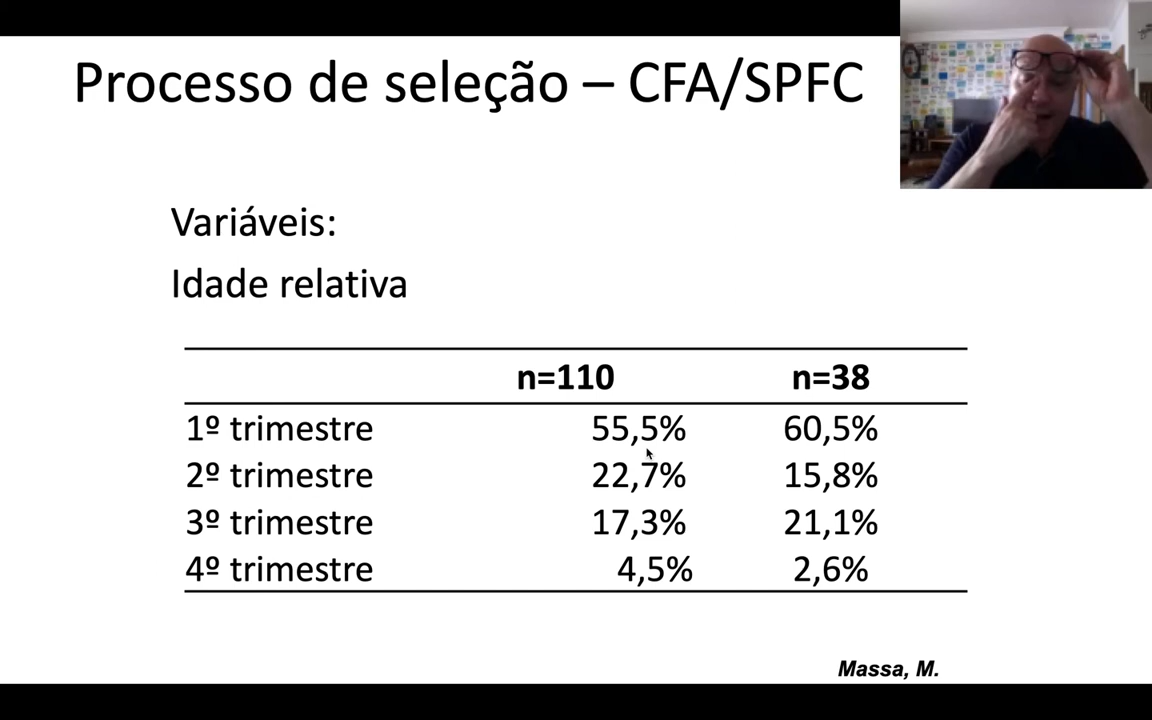 Processo de seleção – CFA/SPFC
Variáveis:
Idade relativa
n=110 n=38
1º trimestre 55,5% 60,5%
2º trimestre 22,7% 15,8%
3º trimestre 17,3% 21,1%
4º trimestre 4,5% 2,6%
Massa, M.